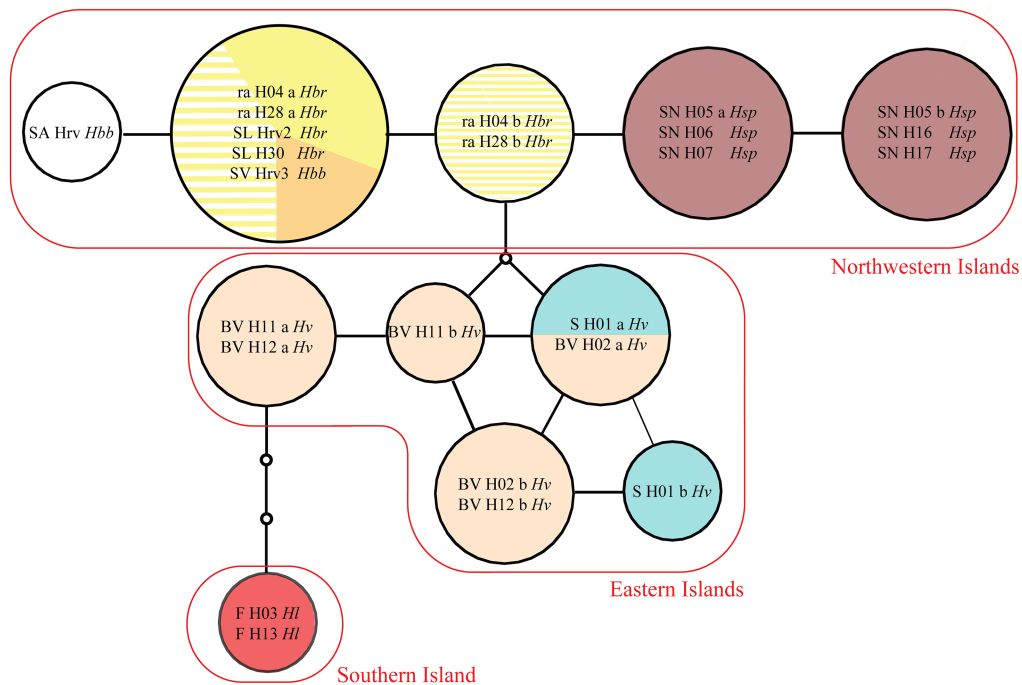 SA Hrv Hbb
ra H04 a Hbr
ra H28 a Hbr
SL Hrv2 Hbr
SL H30 Hbr
SV Hrv3 Hbb
ra H04 b Hbr
ra H28 b Hbr
SN H05 a Hsp
SN H06 Hsp
SN H07 Hsp
SN H05 b Hsp
SN H16 Hsp
SN H17 Hsp
Northwestern Islands
BV H11 a Hv
BV H12 a Hv
BV H11 b Hv
S H01 a Hv
BV H02 a Hv
BV H02 b Hv
BV H12 b Hv
S H01 b Hv
Eastern Islands
F H03 Hl
F H13 Hl
Southern Island